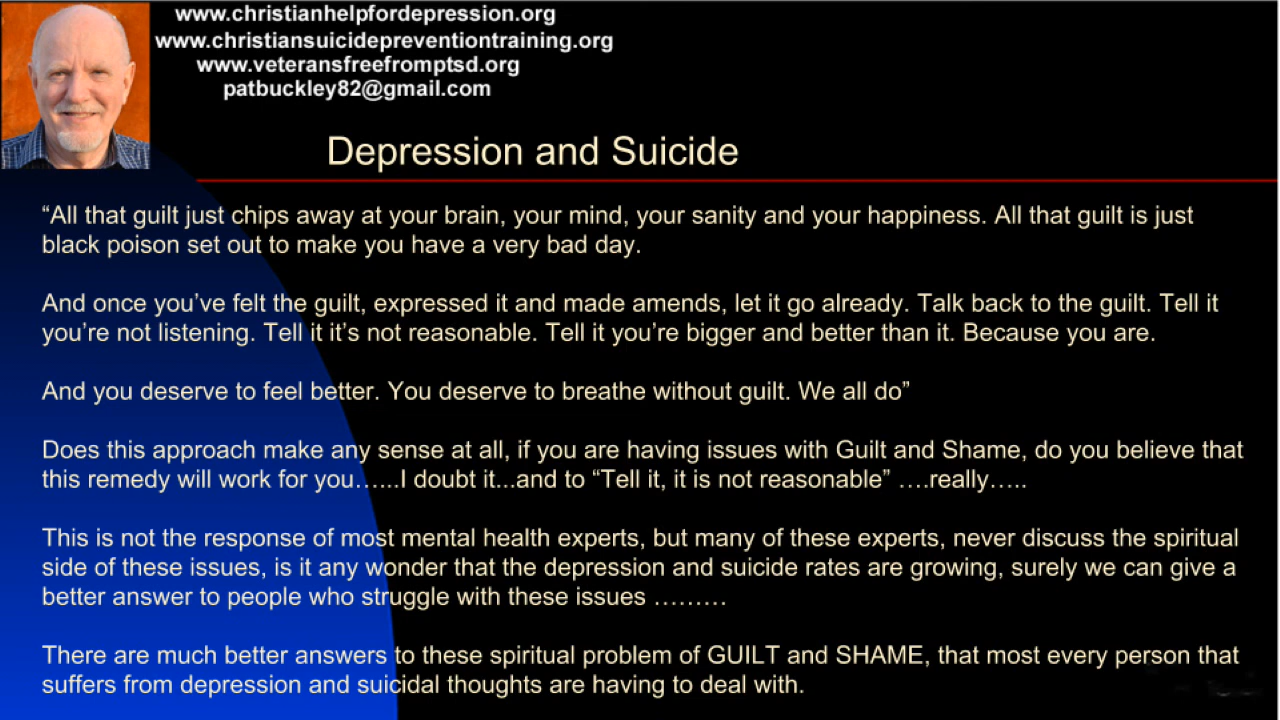 www.christianhelpfordepression.org
www.christiansuicidepreventiontraining.org
www.veteransfreefromptsd.org
patbuckley82@gmail.com
Depression and Suicide
“All that guilt just chips away at your brain, your mind, your sanity and your happiness. All that guilt is just
black poison set out to make you have a very bad day.
And once you’ve felt the guilt, expressed it and made amends, let it go already. Talk back to the guilt. Tell it
you’re not listening. Tell it it’s not reasonable. Tell it you’re bigger and better than it. Because you are.
And you deserve to feel better. You deserve to breathe without guilt. We all do”
Does this approach make any sense at all, if you are having issues with Guilt and Shame, do you believe that
this remedy will work for you…...I doubt it...and to “Tell it, it is not reasonable” ….really…..
This is not the response of most mental health experts, but many of these experts, never discuss the spiritual
side of these issues, is it any wonder that the depression and suicide rates are growing, surely we can give a
better answer to people who struggle with these issues ………
There are much better answers to these spiritual problem of GUILT and SHAME, that most every person that
suffers from depression and suicidal thoughts are having to deal with.